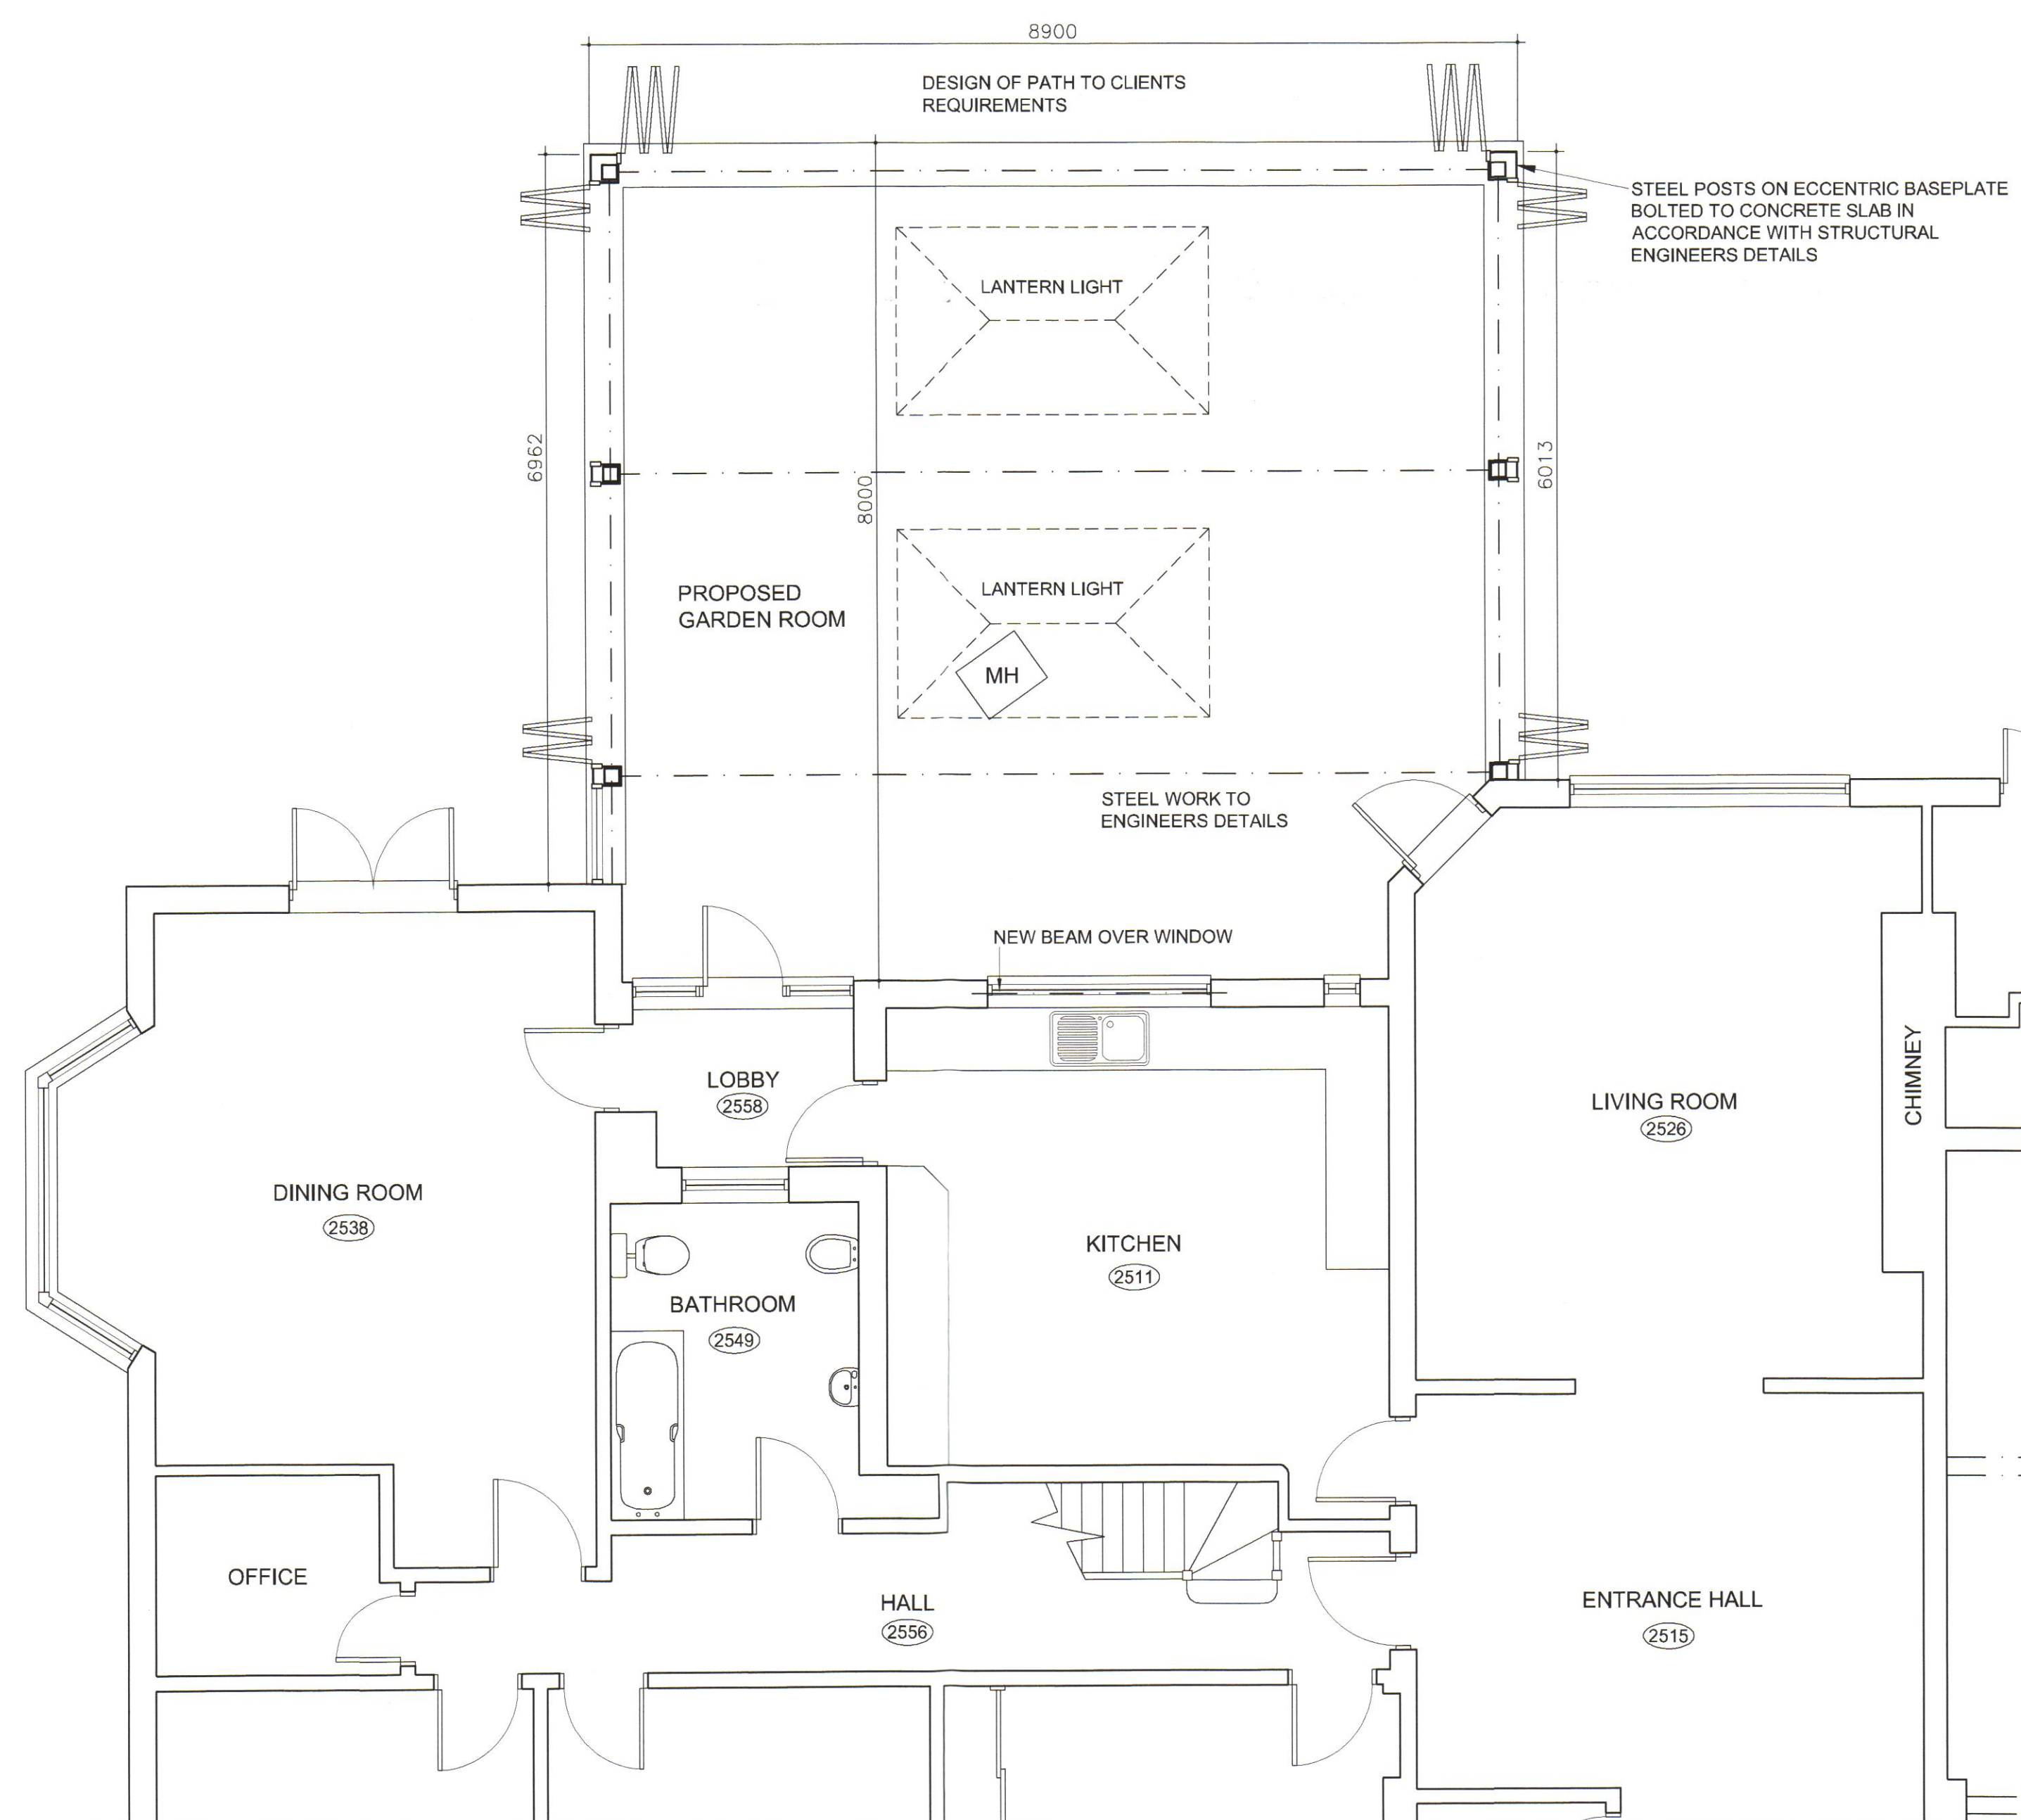 8900
DESIGN OF PATH TO CLIENTS
REQUIREMENTS
STEEL POSTS ON ECCENTRIC BASEPLATE
BOLTED TO CONCRETE SLAB IN
ACCORDANCE WITH STRUCTURAL
ENGINEERS DETAILS
LANTERN LIGHT
6962
8000
6013
LANTERN LIGHT
PROPOSED
GARDEN ROOM
MH
STEEL WORK TO
ENGINEERS DETAILS
NEW BEAM OVER WINDOW
LOBBY
2558
LIVING ROOM
2526
CHIMNEY
DINING ROOM
2538
KITCHEN
2511
BATHROOM
2549
OFFICE
HALL
2556
ENTRANCE HALL
2515